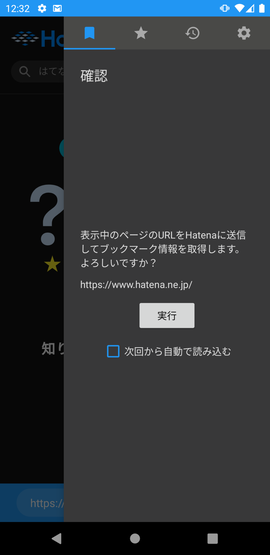 12:32
Ha
はてな
確認
表示中のページのURLをHatenaに送信
してブックマーク情報を取得します。
よろしいですか？
https://www.hatena.ne.jp/
実行
次回から自動で読み込む
?
知り
https://